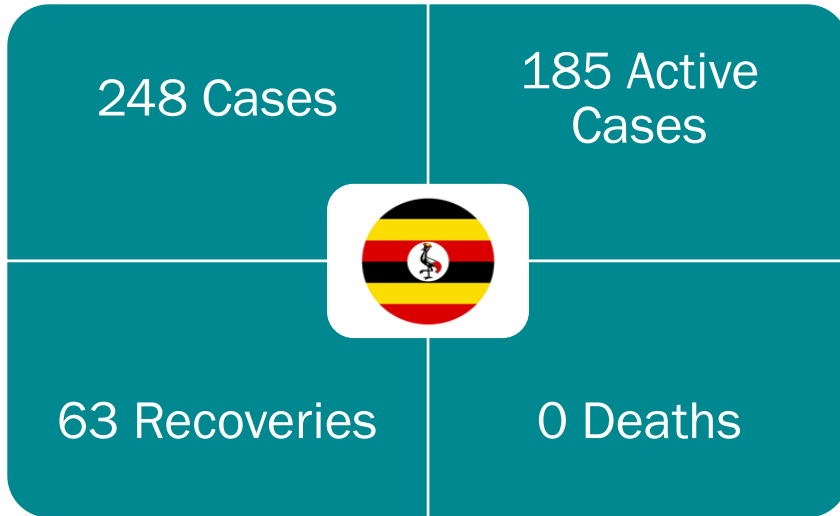 248 Cases
185 Active
Cases
63 Recoveries
0 Deaths